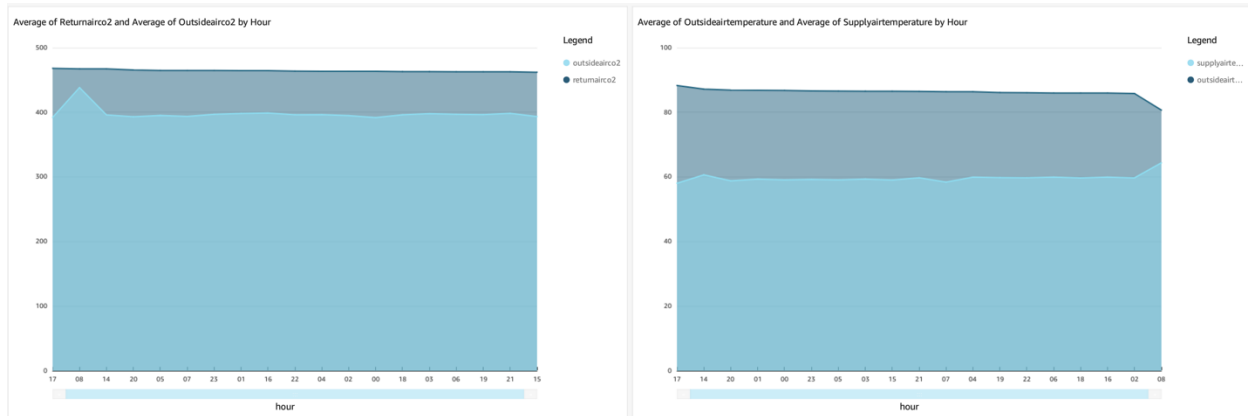 Average of Returnairco2 and Average of Outsideairco2 by Hour
Legend
outsideairco2
returnairco2
500
400
300
200
100
0
17 08 14 20 05 07 23 01 16 22 04 02 00 18 03 06 19 21 15
hour
Average of Outsideairtemperature and Average of Supplyairtemperature by Hour
Legend
supplyairte...
outsideairt...
100
80
60
40
20
0
17 14 20 01 00 23 05 03 15 21 07 04 19 22 06 18 16 02 08
hour